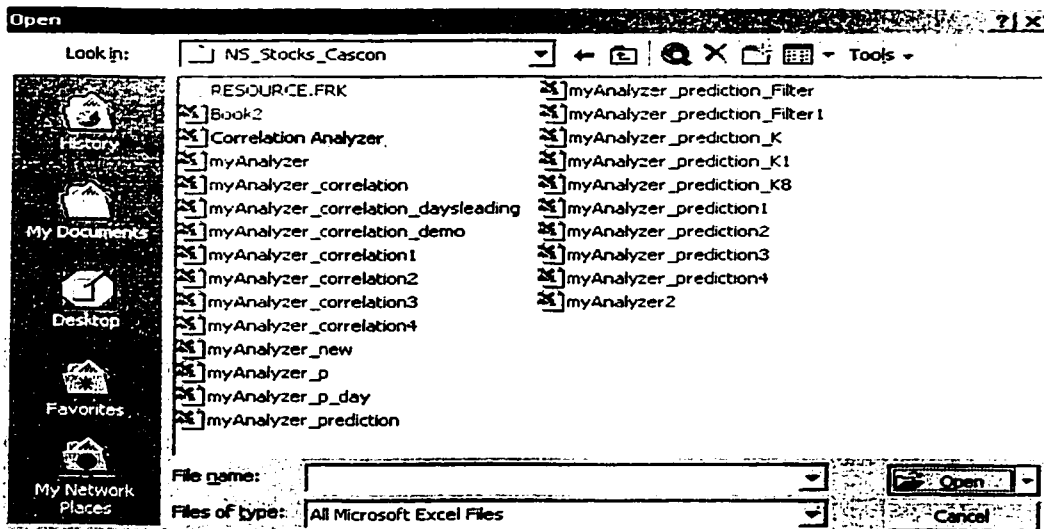 Open
Look in:
NS_Stocks_Cascon
Tools
History
My Documents
Desktop
Favorites
My Network
Places
RESOURCE.FRK
Book2
Correlation Analyzer
myAnalyzer
myAnalyzer_correlation
myAnalyzer_correlation_daysleading
myAnalyzer_correlation_demo
myAnalyzer_correlation1
myAnalyzer_correlation2
myAnalyzer_correlation3
myAnalyzer_correlation4
myAnalyzer_new
myAnalyzer_p
myAnalyzer_p_day
myAnalyzer_prediction
myAnalyzer_prediction_Filter
myAnalyzer_prediction_Filter1
myAnalyzer_prediction_K
myAnalyzer_prediction_K1
myAnalyzer_prediction_K8
myAnalyzer_prediction1
myAnalyzer_prediction2
myAnalyzer_prediction3
myAnalyzer_prediction4
myAnalyzer2
File name:
Open
Files of type:
All Microsoft Excel Files
Cancel